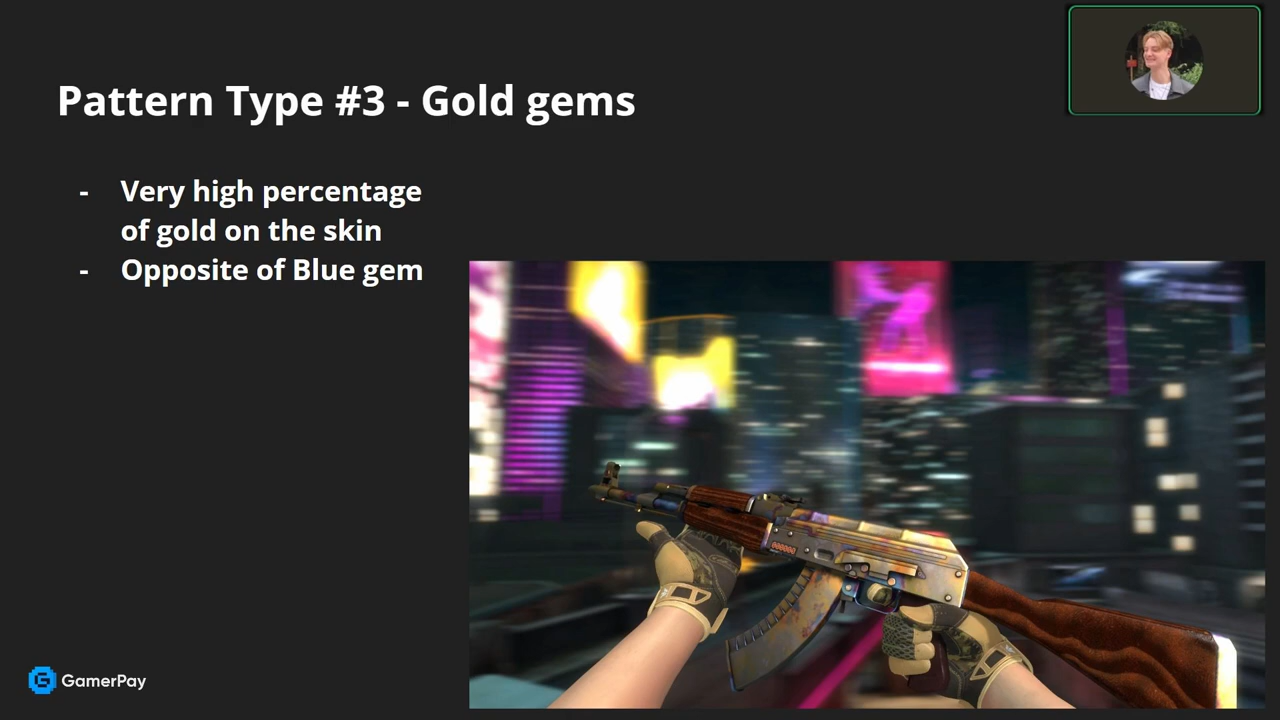 Pattern Type #3 - Gold gems
- Very high percentage
of gold on the skin
- Opposite of Blue gem
GamerPay